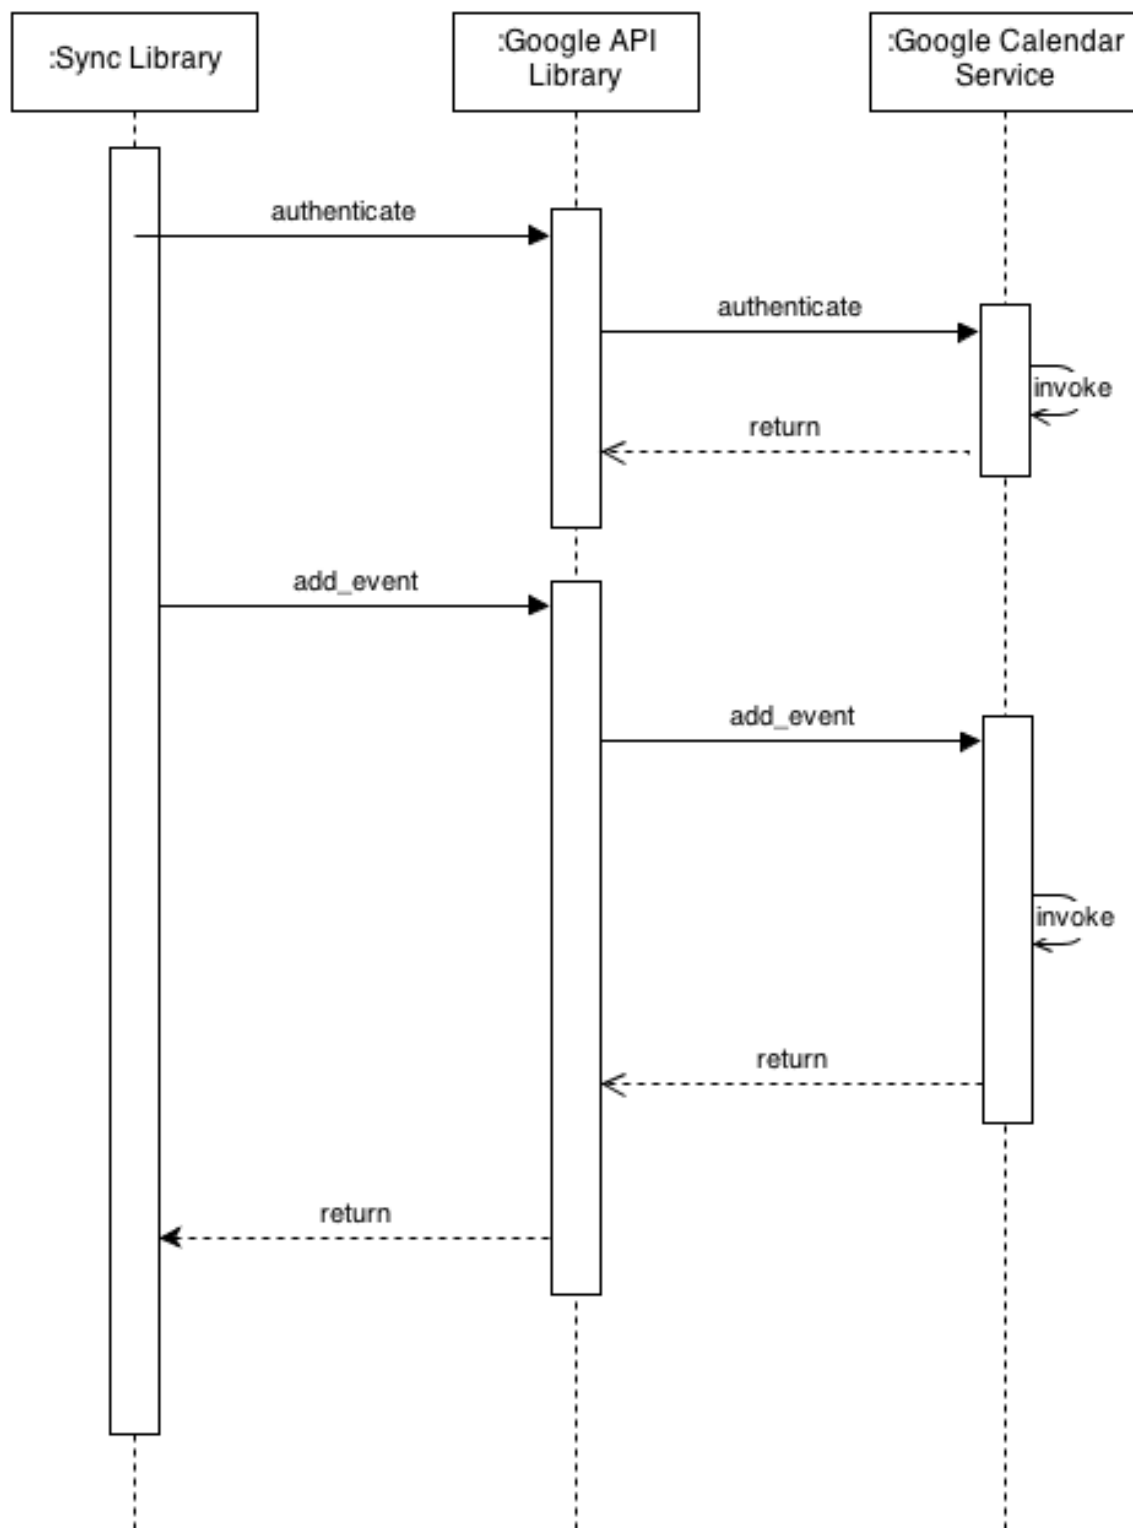 :Sync Library
:Google API
Library
:Google Calendar
Service
authenticate
authenticate
invoke
return
add_event
add_event
invoke
return
return